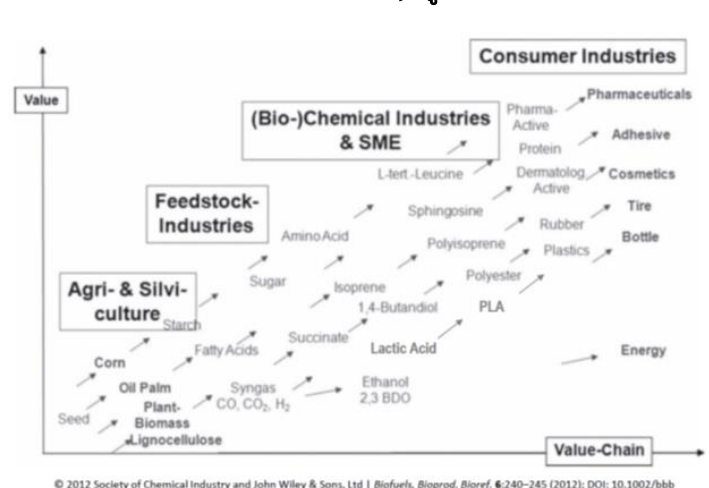 Consumer Industries
Value
Pharmaceuticals
(Bio-)Chemical Industries
& SME
Pharma-
Active
Adhesive
Protein
L-tert.-Leucine
Dermatolog.
Active
Cosmetics
Feedstock-
Industries
Sphingosine
Tire
Rubber
Amino Acid
Polyisoprene
Bottle
Plastics
Sugar
Isoprene
Polyester
Agri- & Silvi-
culture
1,4-Butandiol
PLA
Starch
Succinate
Fatty Acids
Lactic Acid
Energy
Corn
Oil Palm
Syngas
CO, CO₂, H₂
Ethanol
2,3 BDO
Plant-
Biomass
Seed
Lignocellulose
Value-Chain
© 2012 Society of Chemical Industry and John Wiley & Sons, Ltd | Biofuels, Bioprod. Bioref. 6:240–245 (2012); DOI: 10.1002/bbb